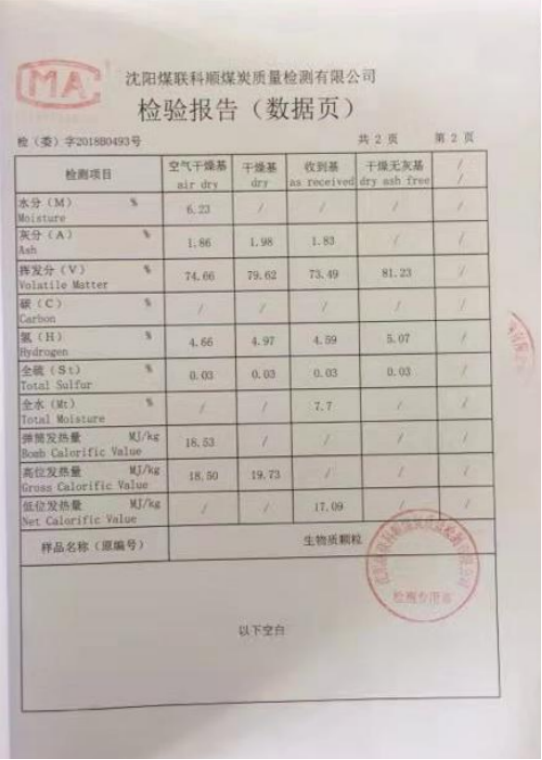 MA
沈阳煤联科顺煤炭质量检测有限公司
检验报告（数据页）
检（委）字2018B0493号 共 2 页 第 2 页
检测项目 空气干燥基 air dry 干燥基 dry 收到基 as received 干燥无灰基 dry ash free / /
水分（M） % Moisture 6.23 / / / /
灰分（A） % Ash 1.86 1.98 1.83 / /
挥发分（V） % Volatile Matter 74.66 79.62 73.49 81.23 /
碳（C） % Carbon / / / / /
氢（H） % Hydrogen 4.66 4.97 4.59 5.07 /
全硫（St） % Total Sulfur 0.03 0.03 0.03 0.03 /
全水（Mt） % Total Moisture / / 7.7 / /
弹筒发热量 MJ/kg Bomb Calorific Value 18.53 / / / /
高位发热量 MJ/kg Gross Calorific Value 18.50 19.73 / / /
低位发热量 MJ/kg Net Calorific Value / / 17.09 / /
样品名称（原编号） 生物质颗粒
检测专用章
以下空白